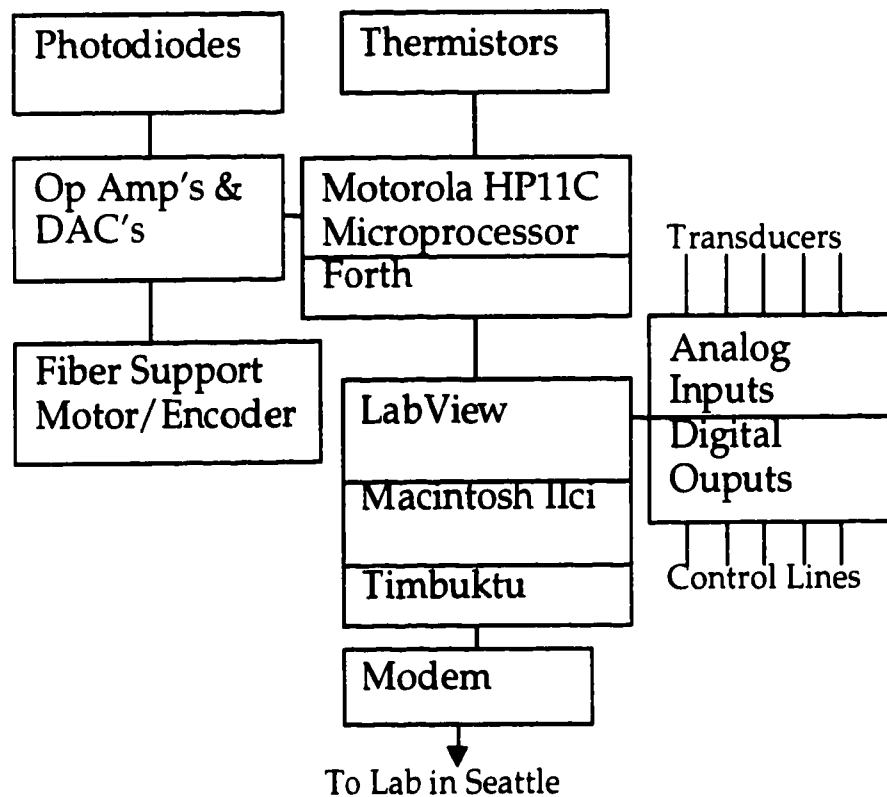 Photodiodes
Thermistors
Op Amp's &
DAC's
Motorola HP11C
Microprocessor
Forth
Transducers
Fiber Support
Motor/Encoder
LabView
Macintosh IIci
Timbuktu
Analog
Inputs
Digital
Ouputs
Control Lines
Modem
To Lab in Seattle